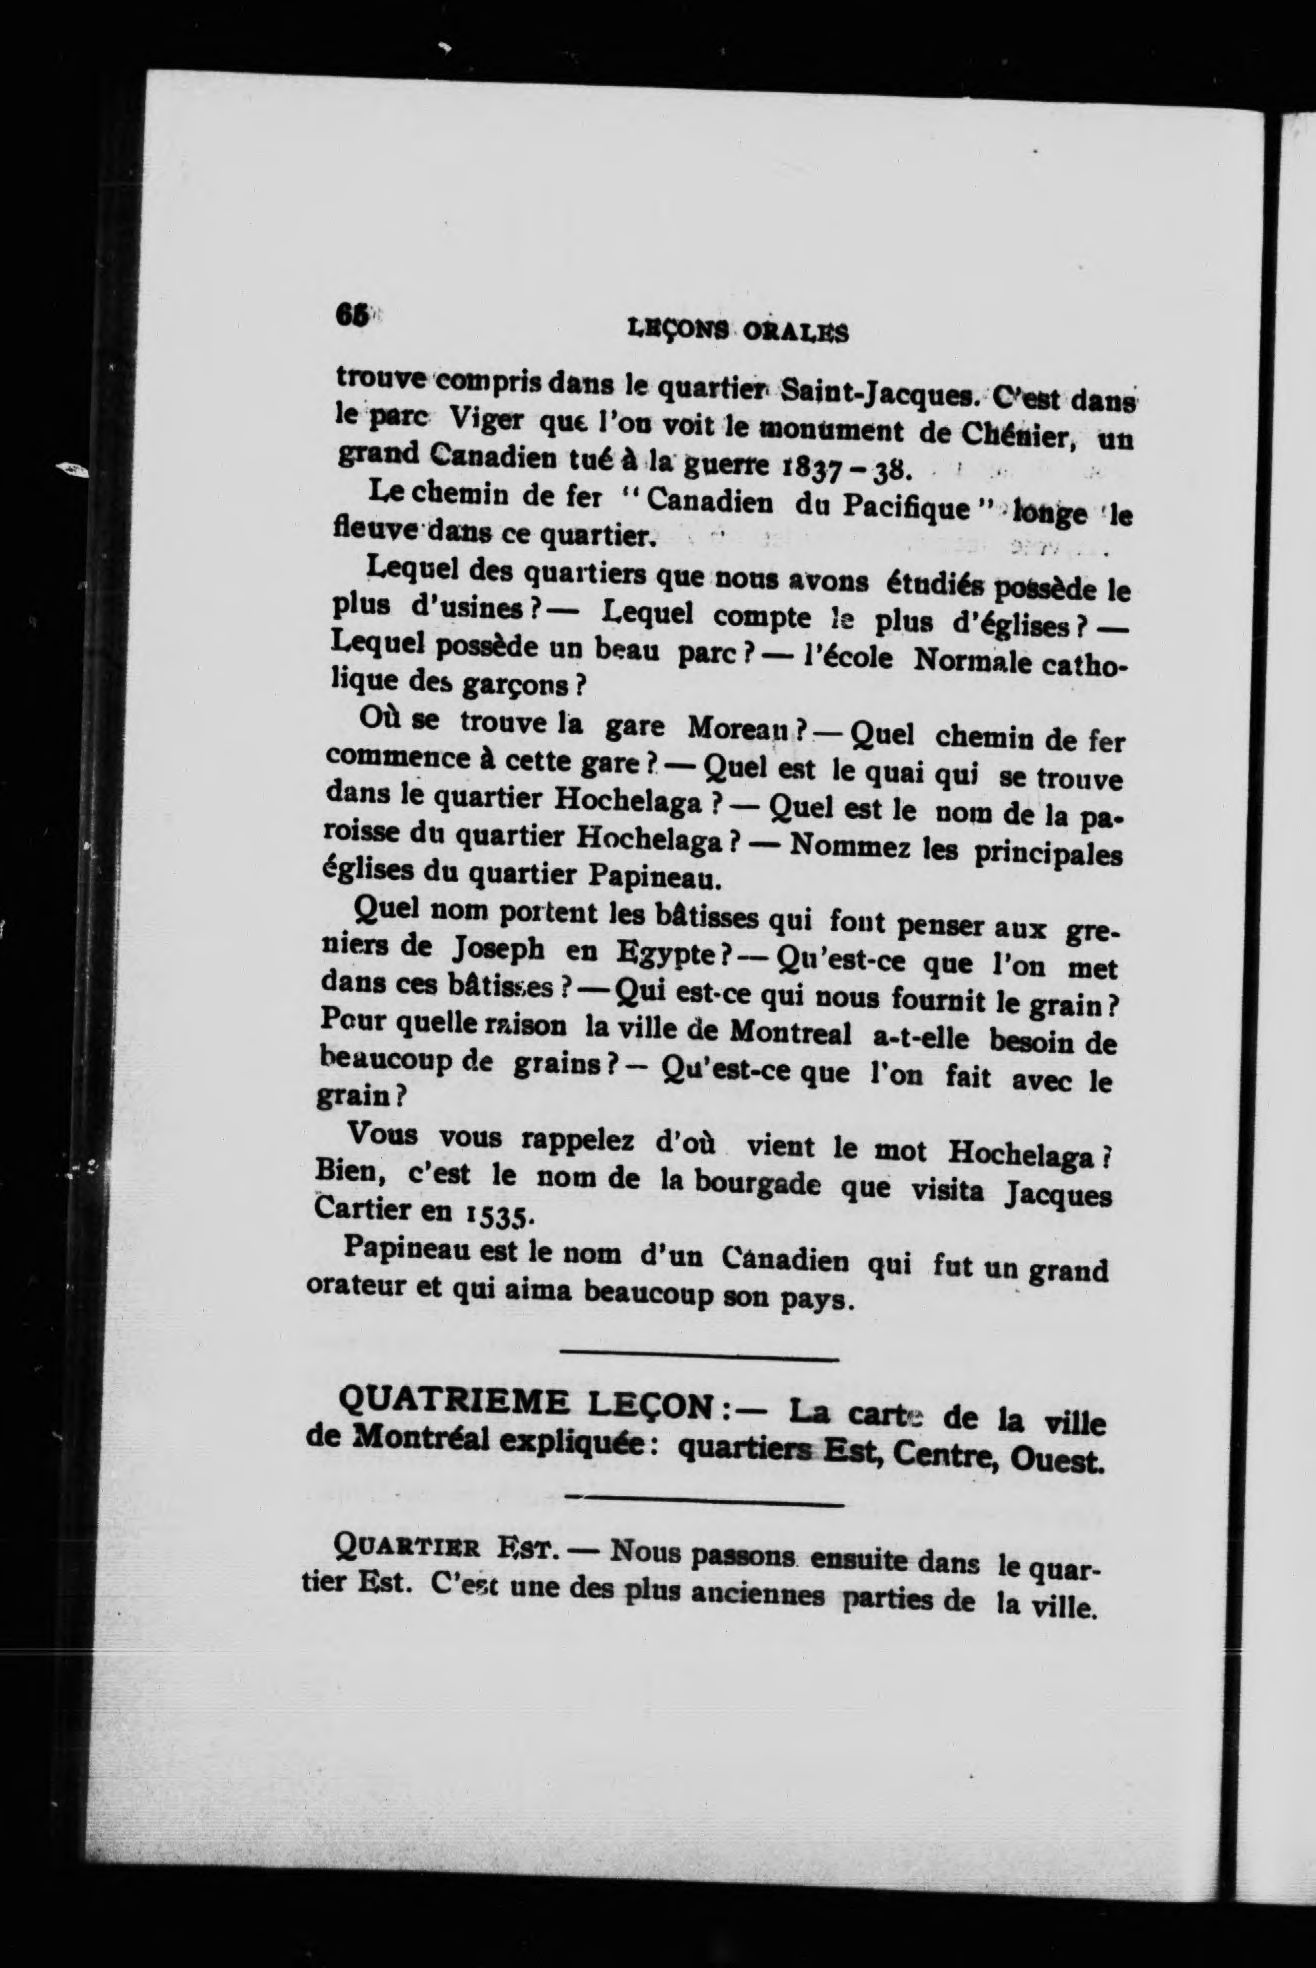 LEÇONS ORALES
trouve compris dans le quartier Saint-Jacques. C'est dans
le parc Viger que l'on voit le monument de Chénier, un
grand Canadien tué à la guerre 1837-38.
Le chemin de fer "Canadien du Pacifique" longe le
fleuve dans ce quartier.
Lequel des quartiers que nous avons étudiés possède le
plus d'usines?— Lequel compte le plus d'églises?—
Lequel possède un beau parc?— l'école Normale catho-
lique des garçons?
Où se trouve la gare Moreau?— Quel chemin de fer
commence à cette gare?— Quel est le quai qui se trouve
dans le quartier Hochelaga?— Quel est le nom de la pa-
roisse du quartier Hochelaga?— Nommez les principales
églises du quartier Papineau.
Quel nom portent les bâtisses qui font penser aux gre-
niers de Joseph en Egypte?— Qu'est-ce que l'on met
dans ces bâtisses?—Qui est-ce qui nous fournit le grain?
Pour quelle raison la ville de Montreal a-t-elle besoin de
beaucoup de grains?— Qu'est-ce que l'on fait avec le
grain?
Vous vous rappelez d'où vient le mot Hochelaga?
Bien, c'est le nom de la bourgade que visita Jacques
Cartier en 1535.
Papineau est le nom d'un Canadien qui fut un grand
orateur et qui aima beaucoup son pays.
QUATRIEME LEÇON:— La carte de la ville
de Montréal expliquée: quartiers Est, Centre, Ouest.
QUARTIER EST.— Nous passons ensuite dans le quar-
tier Est. C'est une des plus anciennes parties de la ville.